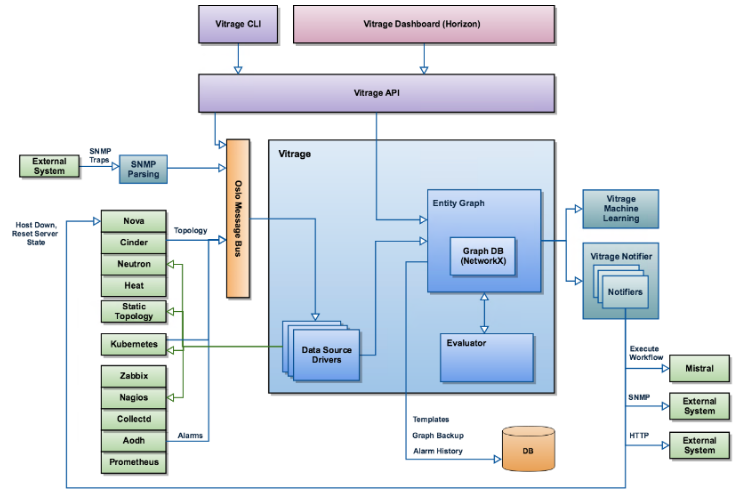 Vitrage CLI
Vitrage Dashboard (Horizon)
Vitrage API
SNMP
Traps
External
System
SNMP
Parsing
Oslo Message Bus
Vitrage
Entity Graph
Graph DB
(NetworkX)
Vitrage
Machine
Learning
Host Down,
Reset Server
State
Nova
Cinder
Neutron
Heat
Static
Topology
Kubernetes
Zabbix
Nagios
Collectd
Aodh
Prometheus
Topology
Alarms
Data Source
Drivers
Evaluator
Vitrage Notifier
Notifiers
Execute
Workflow
Mistral
SNMP
External
System
HTTP
External
System
Templates
Graph Backup
Alarm History
DB